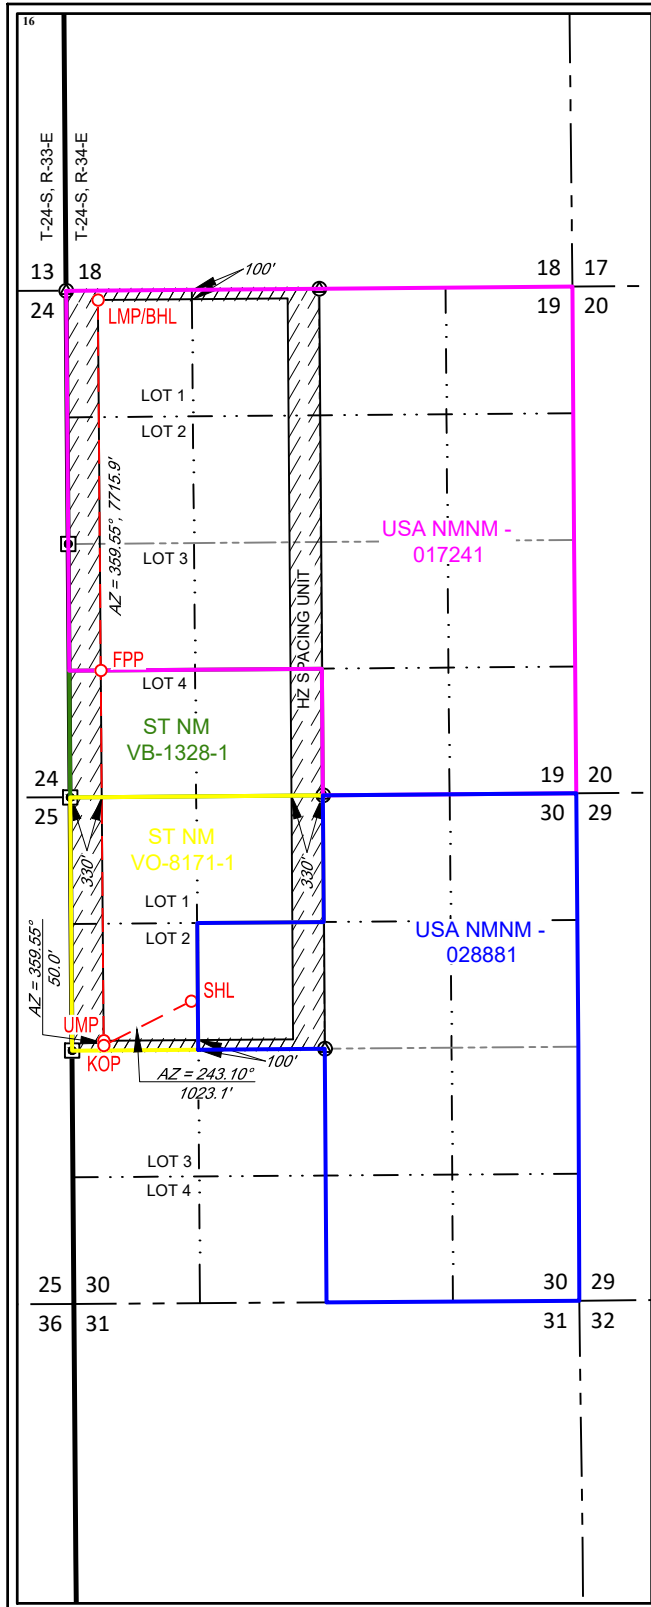 16
T-24-S, R-33-E
T-24-S, R-34-E
13 18
18 17
24
19 20
100'
LMP/BHL
LOT 1
LOT 2
AZ = 359.55°, 7715.9'
USA NMNM -
017241
LOT 3
HZ SPACING UNIT
FPP
LOT 4
ST NM
VB-1328-1
24
19 20
25
30 29
ST NM
VO-8171-1
330'
330'
LOT 1
LOT 2
USA NMNM -
028881
AZ = 359.55°
50.0'
SHL
UMP
KOP
100'
AZ = 243.10°
1023.1'
LOT 3
LOT 4
25 30
30 29
36 31
31 32